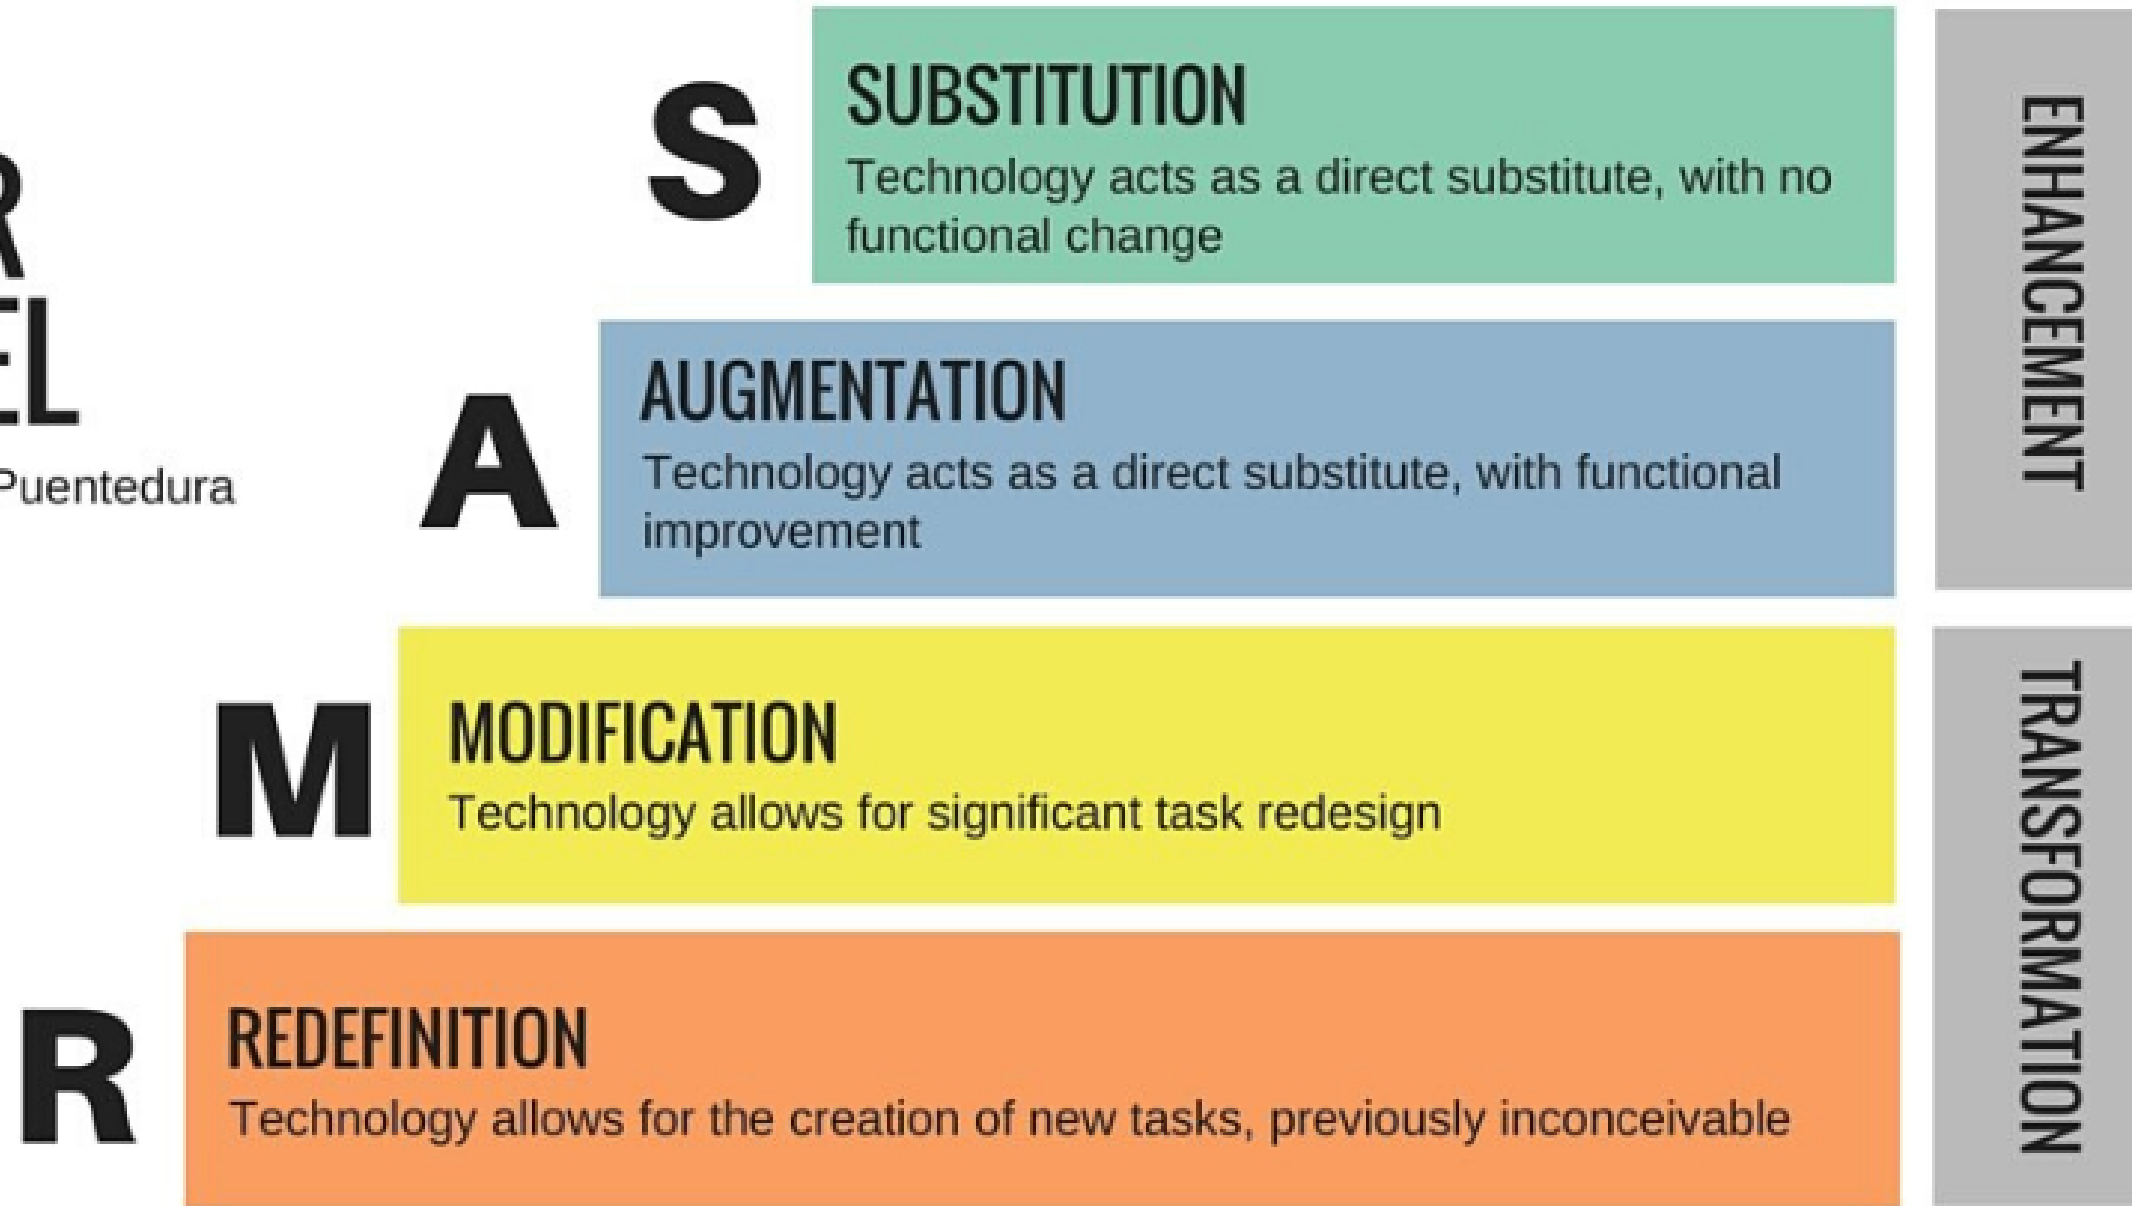 S
SUBSTITUTION
Technology acts as a direct substitute, with no
functional change
R
EL
Puentedura
A
AUGMENTATION
Technology acts as a direct substitute, with functional
improvement
ENHANCEMENT
M
MODIFICATION
Technology allows for significant task redesign
R
REDEFINITION
Technology allows for the creation of new tasks, previously inconceivable
TRANSFORMATION